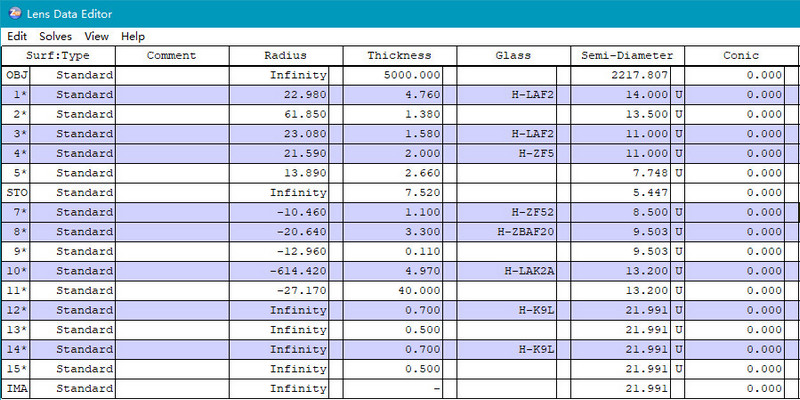 Lens Data Editor
Edit Solves View Help
Surf:Type Comment Radius Thickness Glass Semi-Diameter Conic
OBJ Standard Infinity 5000.000 2217.807 0.000
1* Standard 22.980 4.760 H-LAF2 14.000 U 0.000
2* Standard 61.850 1.380 13.500 U 0.000
3* Standard 23.080 1.580 H-LAF2 11.000 U 0.000
4* Standard 21.590 2.000 H-ZF5 11.000 U 0.000
5* Standard 13.890 2.660 7.748 U 0.000
STO Standard Infinity 7.520 5.447 0.000
7* Standard -10.460 1.100 H-ZF52 8.500 U 0.000
8* Standard -20.640 3.300 H-ZBAF20 9.503 U 0.000
9* Standard -12.960 0.110 9.503 U 0.000
10* Standard -614.420 4.970 H-LAK2A 13.200 U 0.000
11* Standard -27.170 40.000 13.200 U 0.000
12* Standard Infinity 0.700 H-K9L 21.991 U 0.000
13* Standard Infinity 0.500 21.991 U 0.000
14* Standard Infinity 0.700 H-K9L 21.991 U 0.000
15* Standard Infinity 0.500 21.991 U 0.000
IMA Standard Infinity - 21.991 0.000